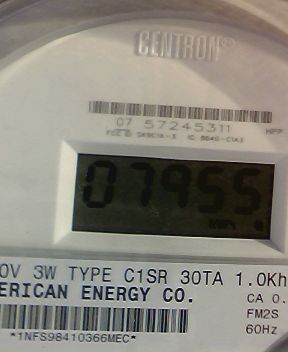 CENTRON®
07 57245311
HPP
07955
0V 3W TYPE C1SR 30TA 1.0Kh
ERICAN ENERGY CO.
CA 0.
FM2S
60Hz
*1NFS98410366MEC*